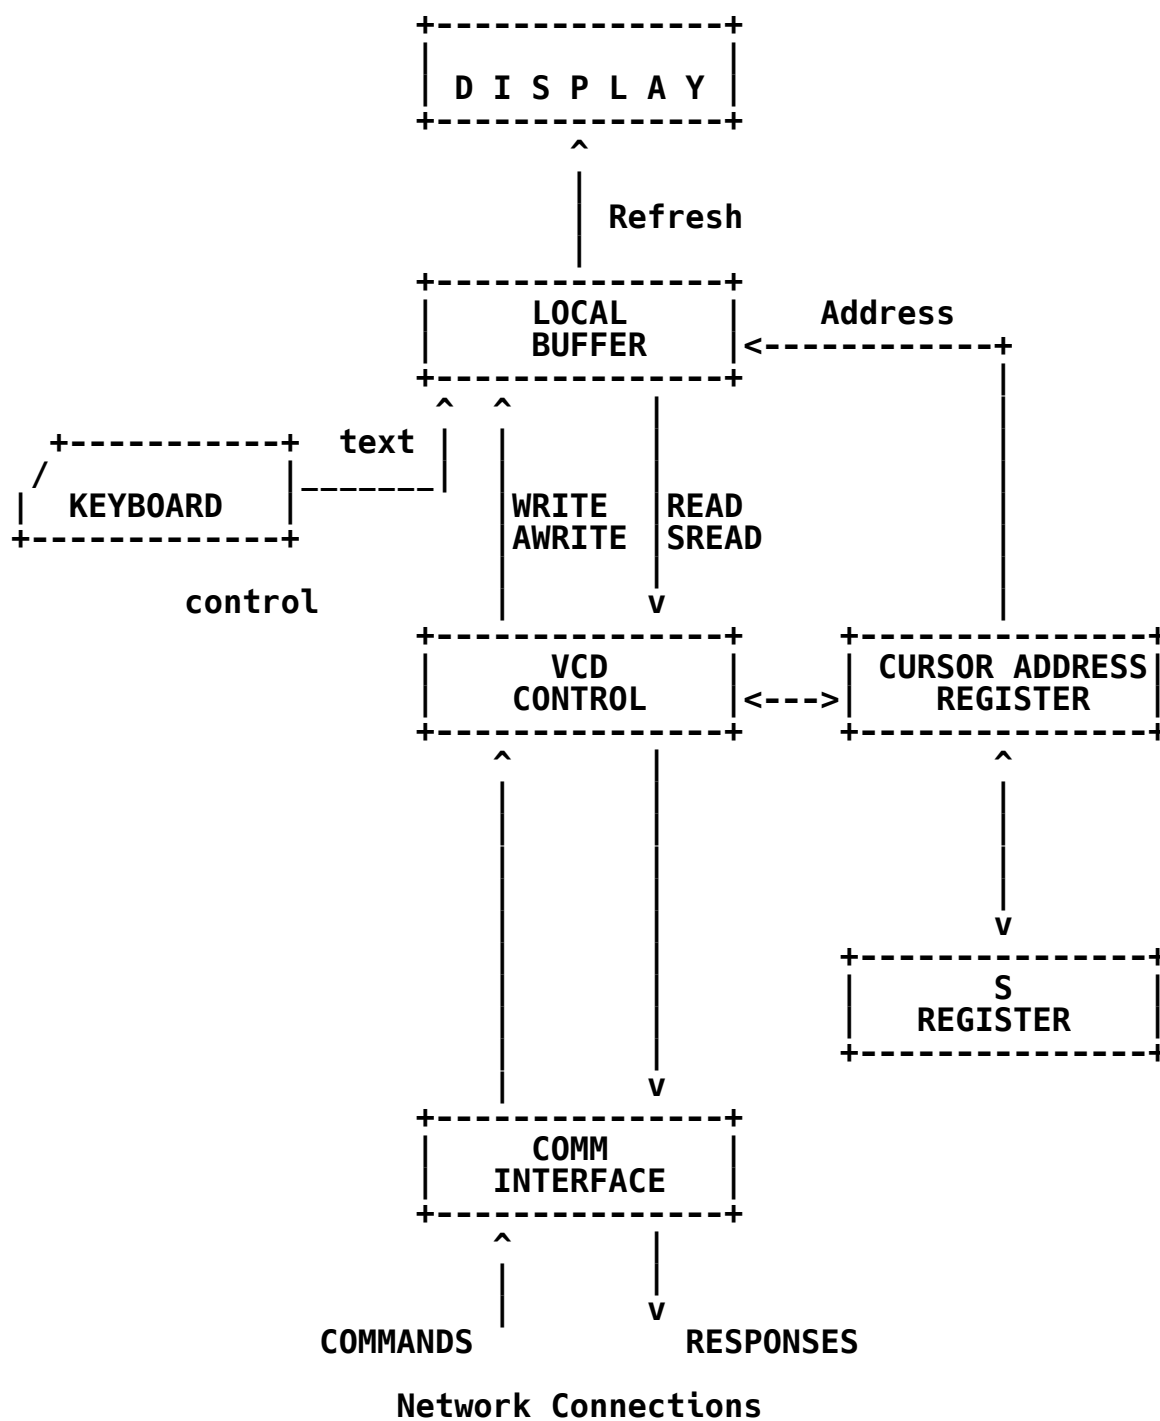 D I S P L A Y
Refresh
LOCAL
BUFFER
Address
text
KEYBOARD
WRITE
AWRITE
READ
SREAD
control
VCD
CONTROL
CURSOR ADDRESS
REGISTER
S
REGISTER
COMM
INTERFACE
COMMANDS
RESPONSES
Network Connections